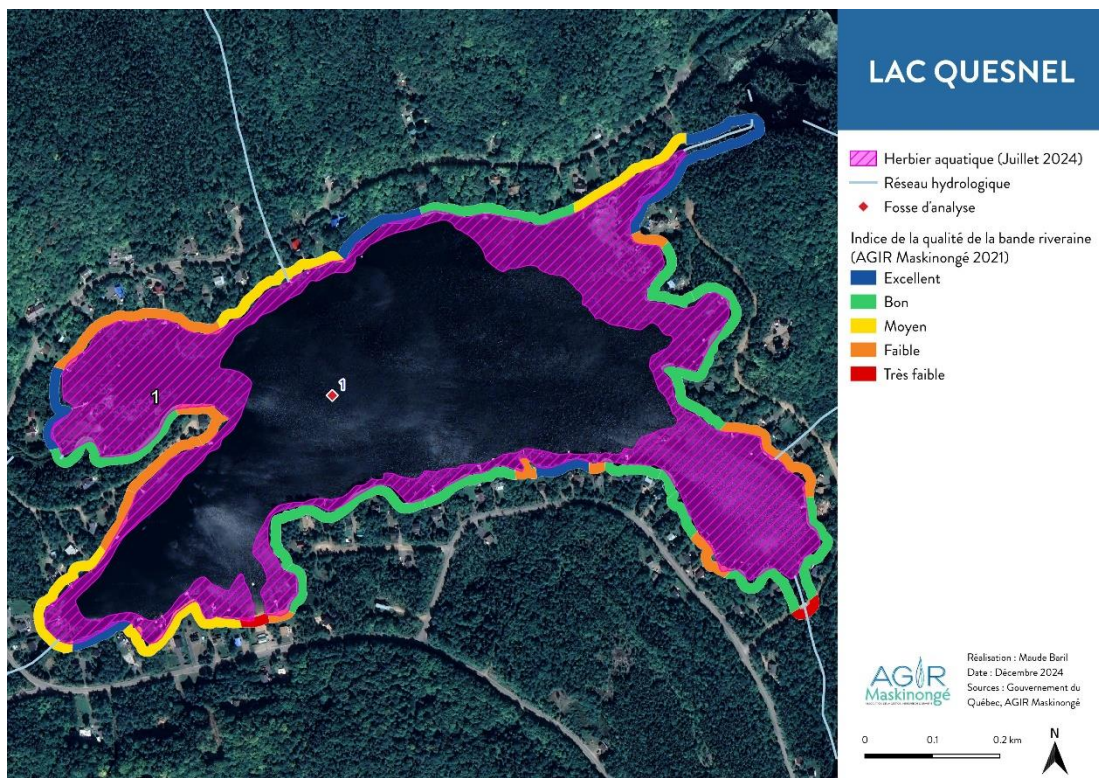 LAC QUESNEL
Herbier aquatique (Juillet 2024)
Réseau hydrologique
Fosse d'analyse
Indice de la qualité de la bande riveraine
(AGIR Maskinongé 2021)
Excellent
Bon
Moyen
Faible
Très faible
1
1
AGIR
Maskinongé
Réalisation : Maude Baril
Date : Décembre 2024
Sources : Gouvernement du
Québec, AGIR Maskinongé
0 0.1 0.2 km
N